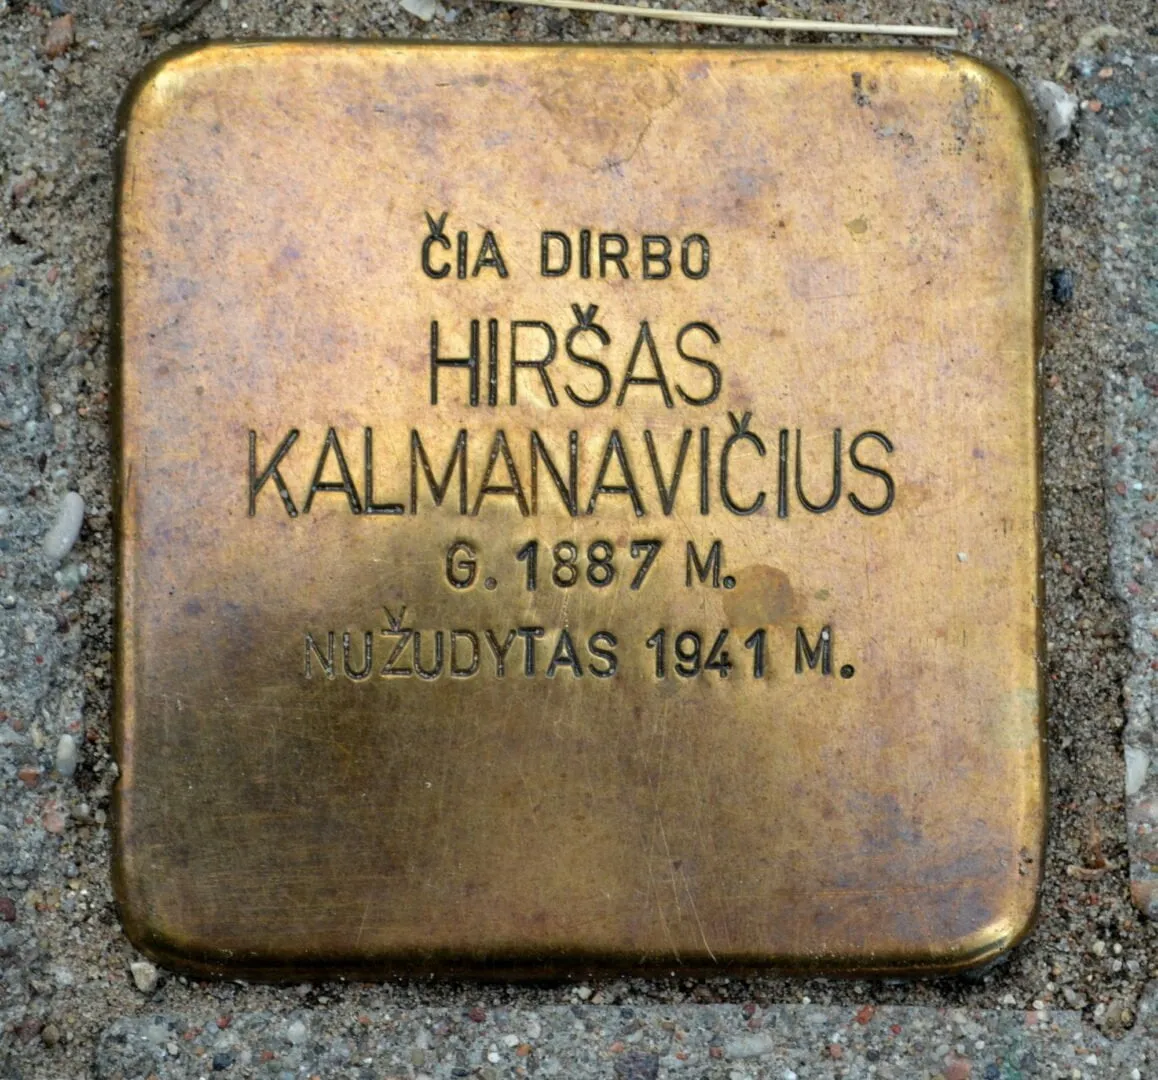 ČIA DIRBO
HIRŠAS
KALMANAVIČIUS
G. 1887 M.
NUŽUDYTAS 1941 M.